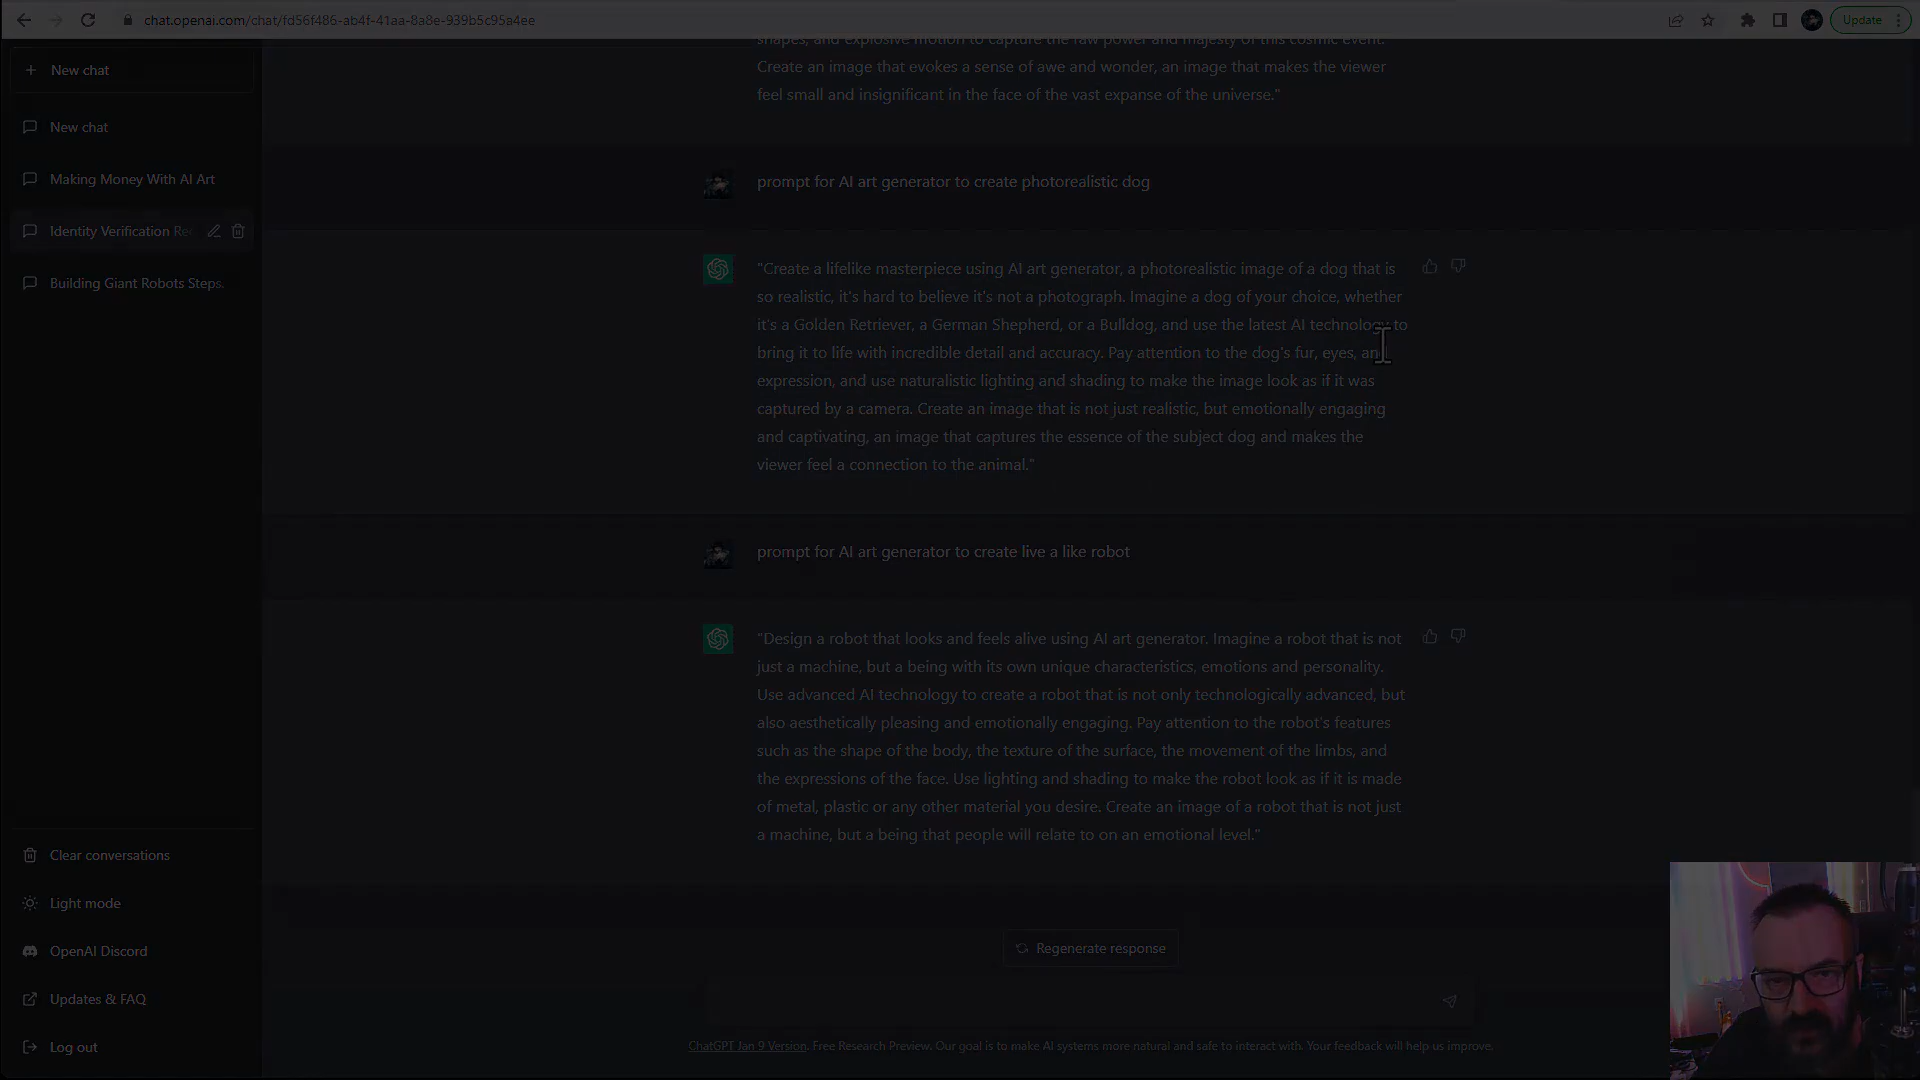 chat.openai.com/chat/fd56f486-ab4f-41aa-8a8e-939b5c95a4ee
Update
New chat
New chat
Making Money With AI Art
Identity Verification Re
Building Giant Robots Steps.
Clear conversations
Light mode
OpenAI Discord
Updates & FAQ
Log out
shapes, and explosive motion to capture the raw power and majesty of this cosmic event.
Create an image that evokes a sense of awe and wonder, an image that makes the viewer
feel small and insignificant in the face of the vast expanse of the universe."
prompt for AI art generator to create photorealistic dog
"Create a lifelike masterpiece using AI art generator, a photorealistic image of a dog that is
so realistic, it's hard to believe it's not a photograph. Imagine a dog of your choice, whether
it's a Golden Retriever, a German Shepherd, or a Bulldog, and use the latest AI technology to
bring it to life with incredible detail and accuracy. Pay attention to the dog's fur, eyes, and
expression, and use naturalistic lighting and shading to make the image look as if it was
captured by a camera. Create an image that is not just realistic, but emotionally engaging
and captivating, an image that captures the essence of the subject dog and makes the
viewer feel a connection to the animal."
prompt for AI art generator to create live a like robot
"Design a robot that looks and feels alive using AI art generator. Imagine a robot that is not
just a machine, but a being with its own unique characteristics, emotions and personality.
Use advanced AI technology to create a robot that is not only technologically advanced, but
also aesthetically pleasing and emotionally engaging. Pay attention to the robot's features
such as the shape of the body, the texture of the surface, the movement of the limbs, and
the expressions of the face. Use lighting and shading to make the robot look as if it is made
of metal, plastic or any other material you desire. Create an image of a robot that is not just
a machine, but a being that people will relate to on an emotional level."
Regenerate response
ChatGPT Jan 9 Version. Free Research Preview. Our goal is to make AI systems more natural and safe to interact with. Your feedback will help us improve.